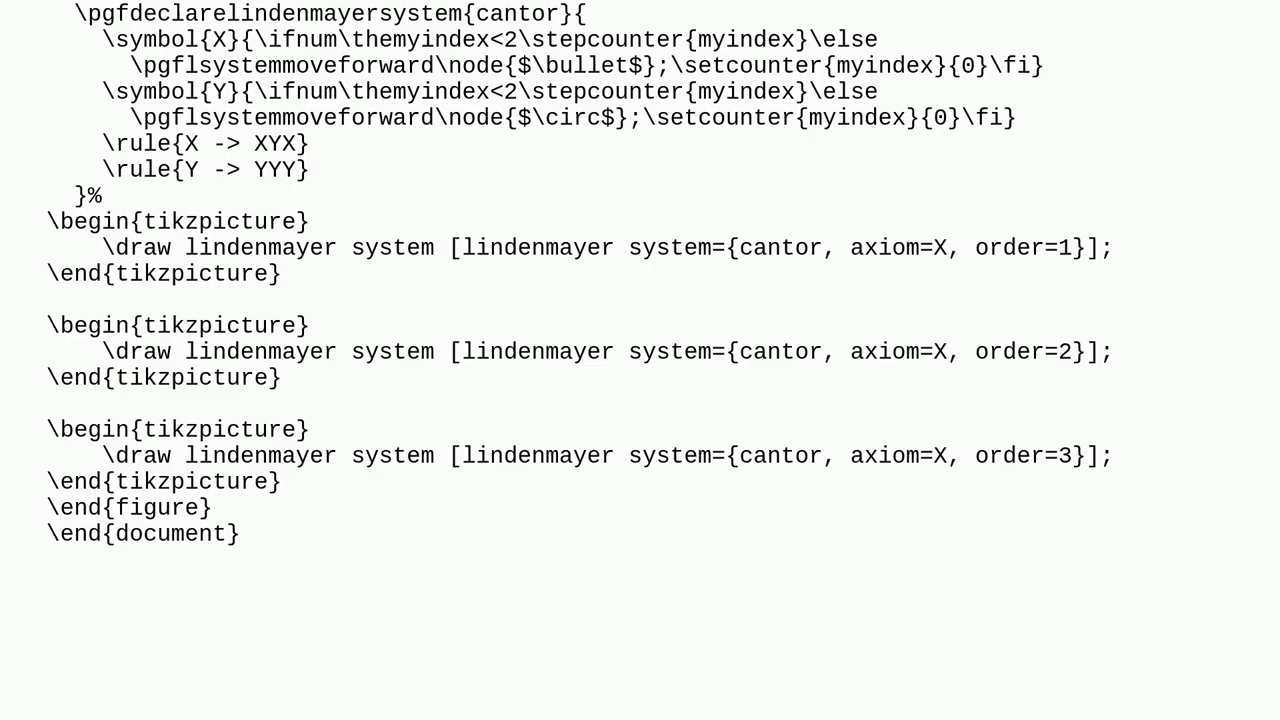 \pgfdeclarelindenmayersystem{cantor}{
\symbol{X}{\ifnum\themyindex<2\stepcounter{myindex}\else
\pgflsystemmoveforward\node{$\bullet$};\setcounter{myindex}{0}\fi}
\symbol{Y}{\ifnum\themyindex<2\stepcounter{myindex}\else
\pgflsystemmoveforward\node{$\circ$};\setcounter{myindex}{0}\fi}
\rule{X -> XYX}
\rule{Y -> YYY}
}%
\begin{tikzpicture}
\draw lindenmayer system [lindenmayer system={cantor, axiom=X, order=1}];
\end{tikzpicture}
\begin{tikzpicture}
\draw lindenmayer system [lindenmayer system={cantor, axiom=X, order=2}];
\end{tikzpicture}
\begin{tikzpicture}
\draw lindenmayer system [lindenmayer system={cantor, axiom=X, order=3}];
\end{tikzpicture}
\end{figure}
\end{document}